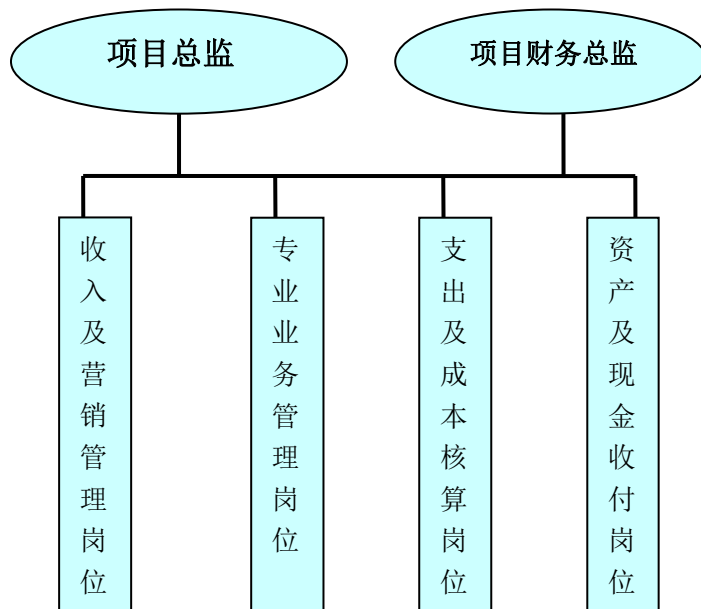 项目总监
项目财务总监
收入及营销管理岗位
专业业务管理岗位
支出及成本核算岗位
资产及现金收付岗位